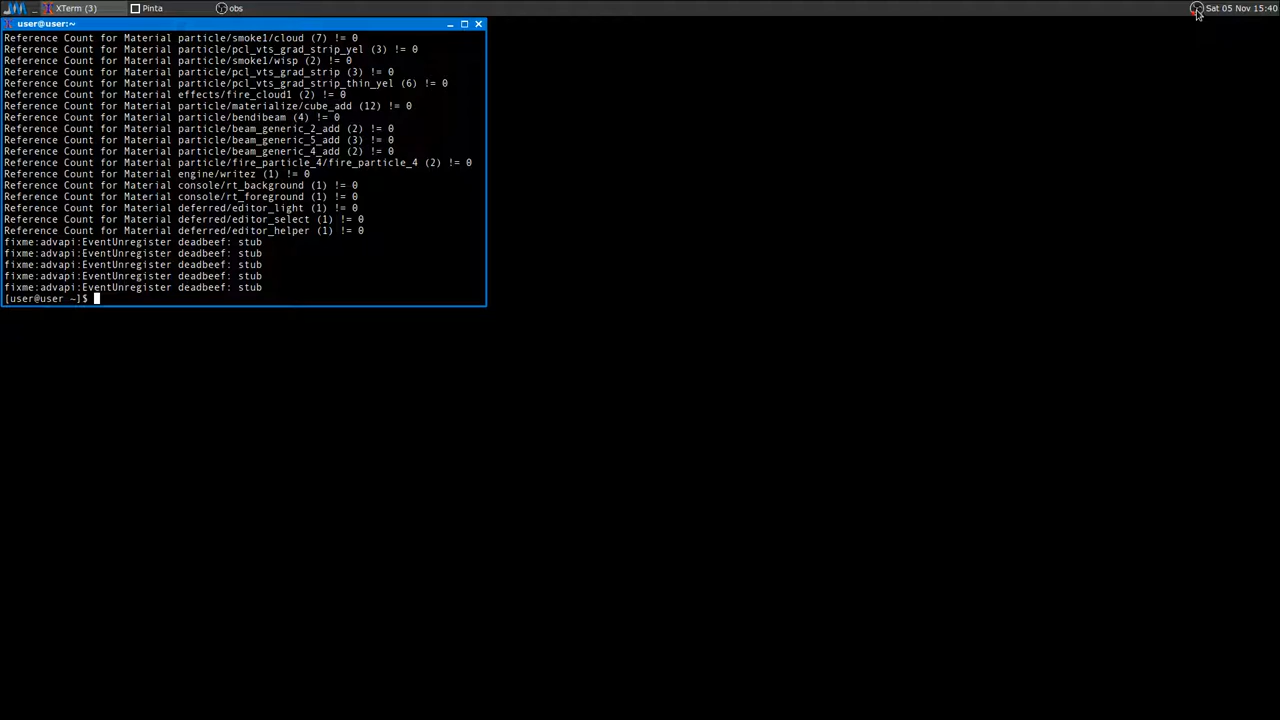 XTerm (3) Pinta obs Sat 05 Nov 15:40
user@user:~
Reference Count for Material particle/smoke1/cloud (7) != 0
Reference Count for Material particle/pcl_vts_grad_strip_yel (3) != 0
Reference Count for Material particle/smoke1/wisp (2) != 0
Reference Count for Material particle/pcl_vts_grad_strip (3) != 0
Reference Count for Material particle/pcl_vts_grad_strip_thin_yel (6) != 0
Reference Count for Material effects/fire_cloud1 (2) != 0
Reference Count for Material particle/materialize/cube_add (12) != 0
Reference Count for Material particle/bendibeam (4) != 0
Reference Count for Material particle/beam_generic_2_add (2) != 0
Reference Count for Material particle/beam_generic_5_add (3) != 0
Reference Count for Material particle/beam_generic_4_add (2) != 0
Reference Count for Material particle/fire_particle_4/fire_particle_4 (2) != 0
Reference Count for Material engine/writez (1) != 0
Reference Count for Material console/rt_background (1) != 0
Reference Count for Material console/rt_foreground (1) != 0
Reference Count for Material deferred/editor_light (1) != 0
Reference Count for Material deferred/editor_select (1) != 0
Reference Count for Material deferred/editor_helper (1) != 0
fixme:advapi:EventUnregister deadbeef: stub
fixme:advapi:EventUnregister deadbeef: stub
fixme:advapi:EventUnregister deadbeef: stub
fixme:advapi:EventUnregister deadbeef: stub
fixme:advapi:EventUnregister deadbeef: stub
[user@user ~]$